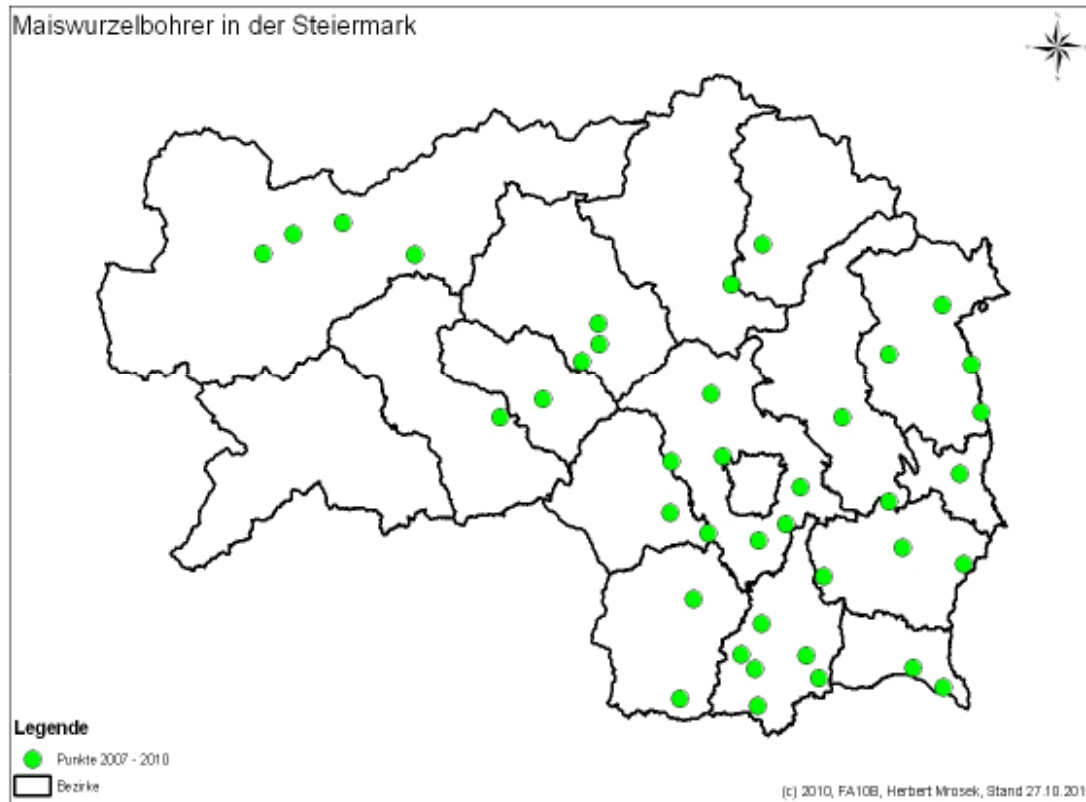 Maiswurzelbohrer in der Steiermark
Legende
Punkte 2007 - 2010
Bezirke
(c) 2010, FA10B, Herbert Mrosek, Stand 27.10.201